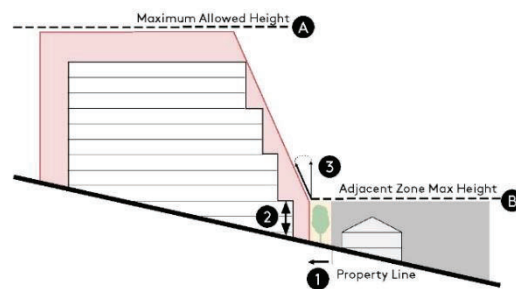 Maximum Allowed Height A
3
Adjacent Zone Max Height B
2
1 Property Line